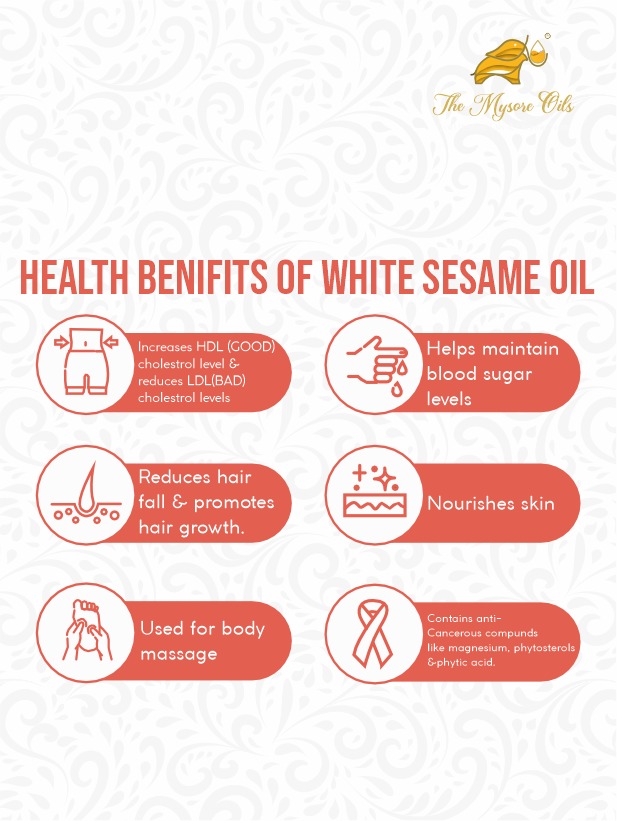 The Mysore Oils
HEALTH BENIFITS OF WHITE SESAME OIL
Increases HDL (GOOD)
cholestrol level &
reduces LDL(BAD)
cholestrol levels
Helps maintain
blood sugar
levels
Reduces hair
fall & promotes
hair growth.
Nourishes skin
Used for body
massage
Contains anti-
Cancerous compunds
like magnesium, phytosterols
&phytic acid.